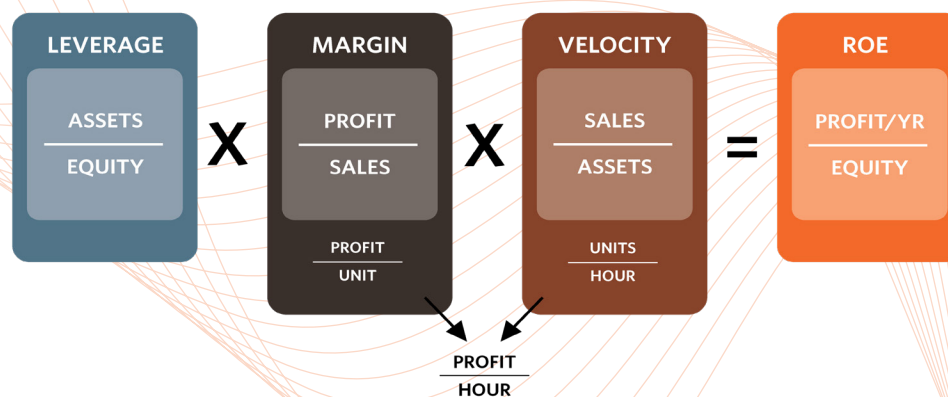 LEVERAGE
ASSETS
EQUITY
X
MARGIN
PROFIT
SALES
PROFIT
UNIT
X
VELOCITY
SALES
ASSETS
UNITS
HOUR
=
ROE
PROFIT/YR
EQUITY
PROFIT
HOUR